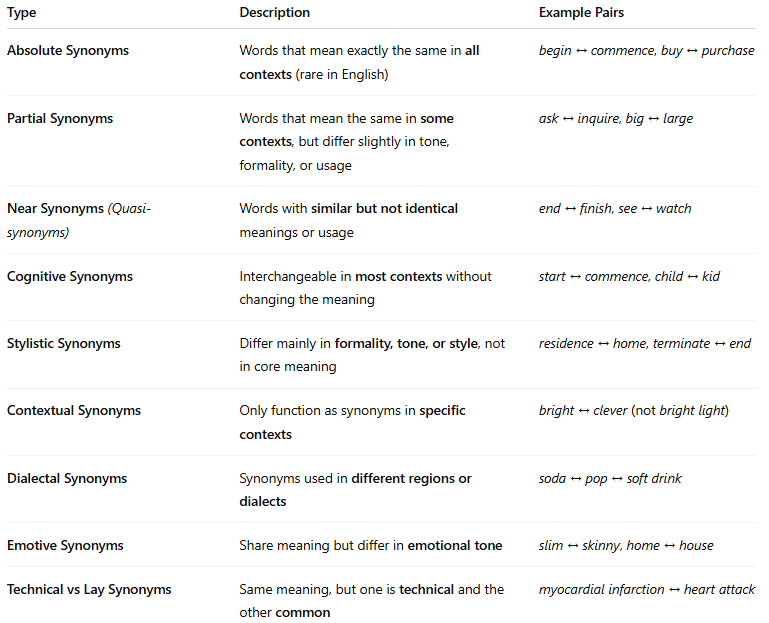 Type Description Example Pairs
Absolute Synonyms Words that mean exactly the same in all begin ↔ commence, buy ↔ purchase
contexts (rare in English)
Partial Synonyms Words that mean the same in some ask ↔ inquire, big ↔ large
contexts, but differ slightly in tone,
formality, or usage
Near Synonyms (Quasi- Words with similar but not identical end ↔ finish, see ↔ watch
synonyms) meanings or usage
Cognitive Synonyms Interchangeable in most contexts without start ↔ commence, child ↔ kid
changing the meaning
Stylistic Synonyms Differ mainly in formality, tone, or style, not residence ↔ home, terminate ↔ end
in core meaning
Contextual Synonyms Only function as synonyms in specific bright ↔ clever (not bright light)
contexts
Dialectal Synonyms Synonyms used in different regions or soda ↔ pop ↔ soft drink
dialects
Emotive Synonyms Share meaning but differ in emotional tone slim ↔ skinny, home ↔ house
Technical vs Lay Synonyms Same meaning, but one is technical and the myocardial infarction ↔ heart attack
other common